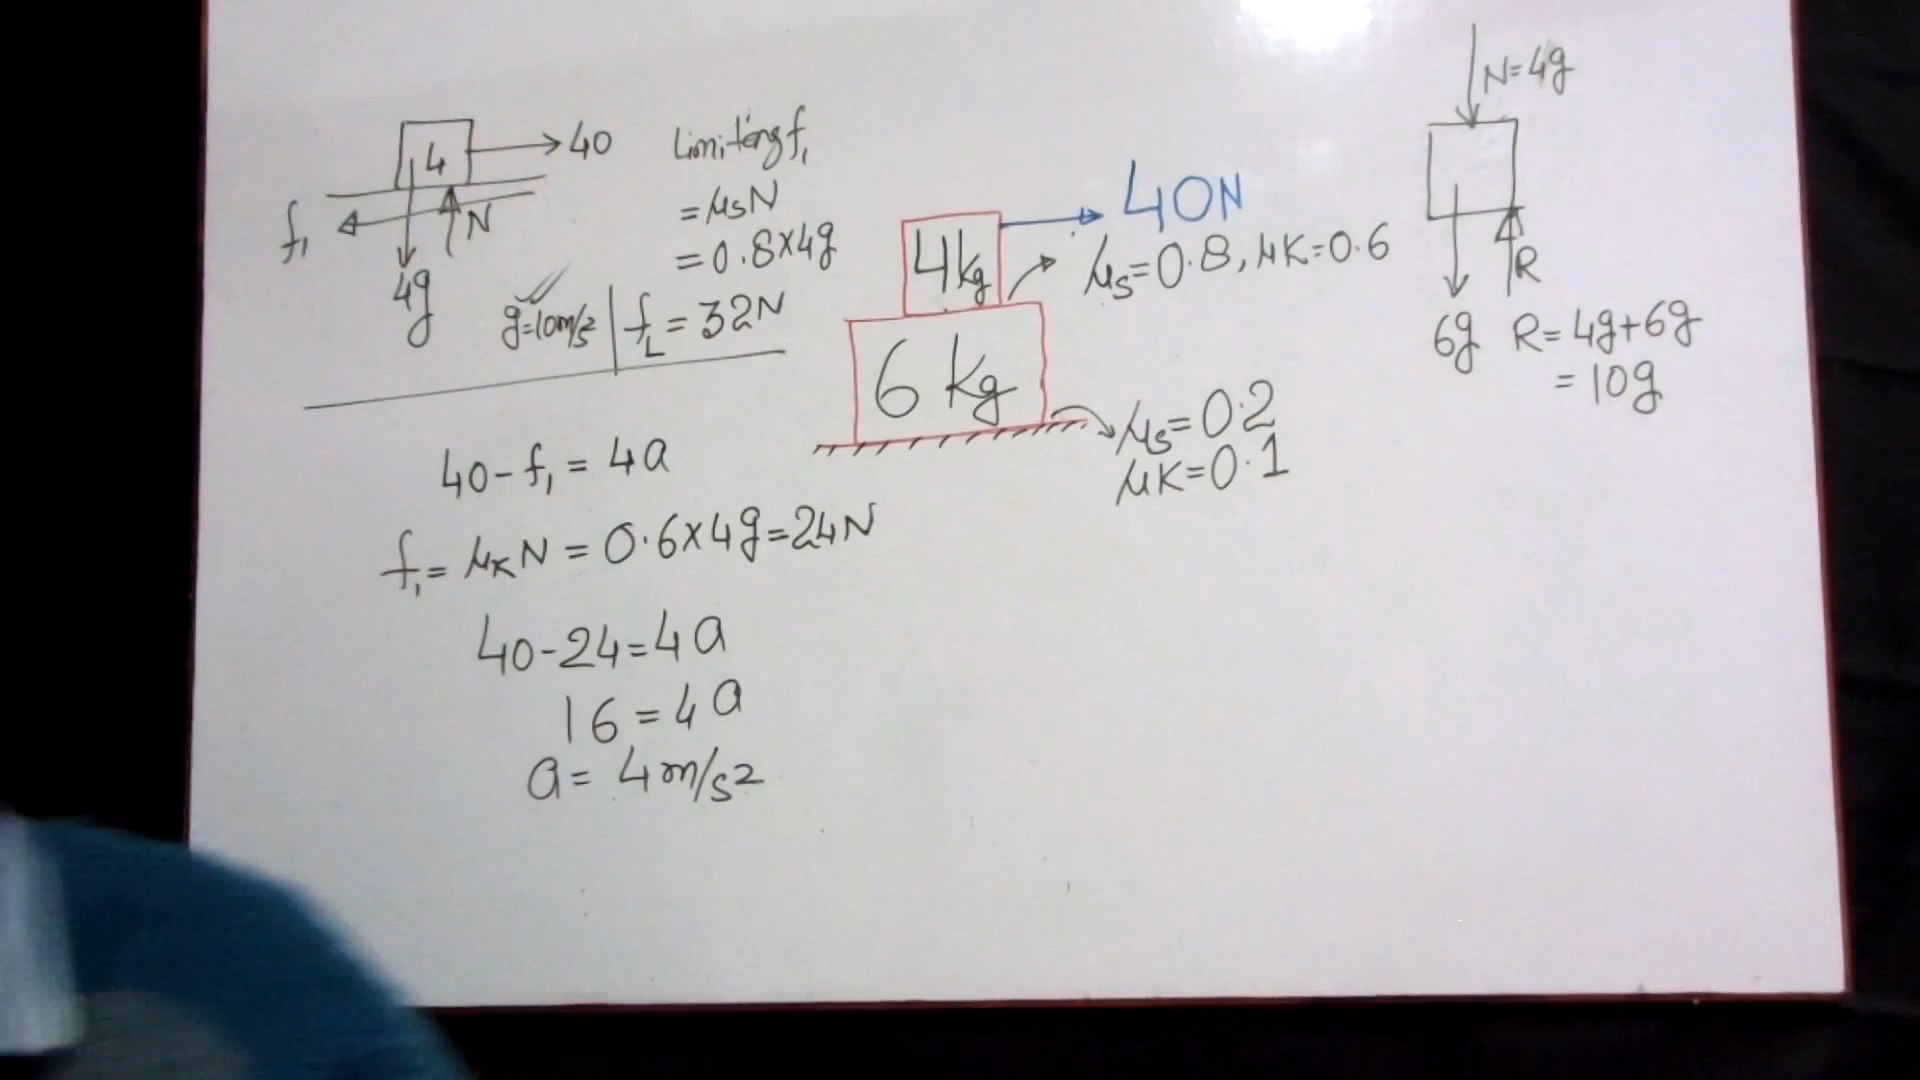 4 → 40
f₁
N
4g
g=10m/s²
Limiting f₁
= μsN
= 0.8×4g
fL = 32N
40 - f₁ = 4a
f₁ = μKN = 0.6×4g=24N
40-24=4a
16 = 4a
a = 4m/s2
40N
4kg
μs=0.8, μK=0.6
6 kg
μs=0.2
μK=0.1
N=4g
6g
R
R= 4g+6g
= 10g